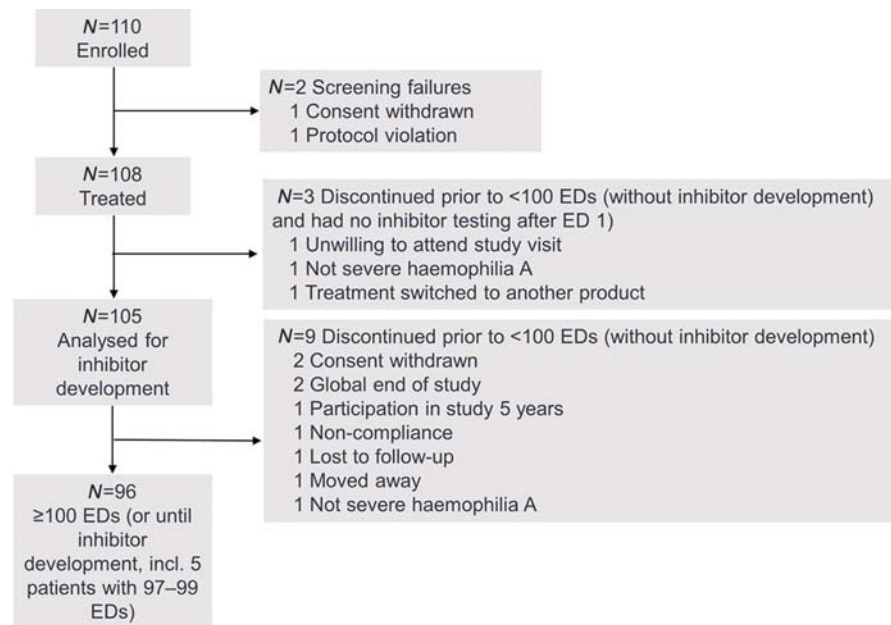 N=110
Enrolled
N=2 Screening failures
1 Consent withdrawn
1 Protocol violation
N=108
Treated
N=3 Discontinued prior to <100 EDs (without inhibitor development)
and had no inhibitor testing after ED 1)
1 Unwilling to attend study visit
1 Not severe haemophilia A
1 Treatment switched to another product
N=105
Analysed for
inhibitor
development
N=9 Discontinued prior to <100 EDs (without inhibitor development)
2 Consent withdrawn
2 Global end of study
1 Participation in study 5 years
1 Non-compliance
1 Lost to follow-up
1 Moved away
1 Not severe haemophilia A
N=96
≥100 EDs (or until
inhibitor
development, incl. 5
patients with 97–99
EDs)